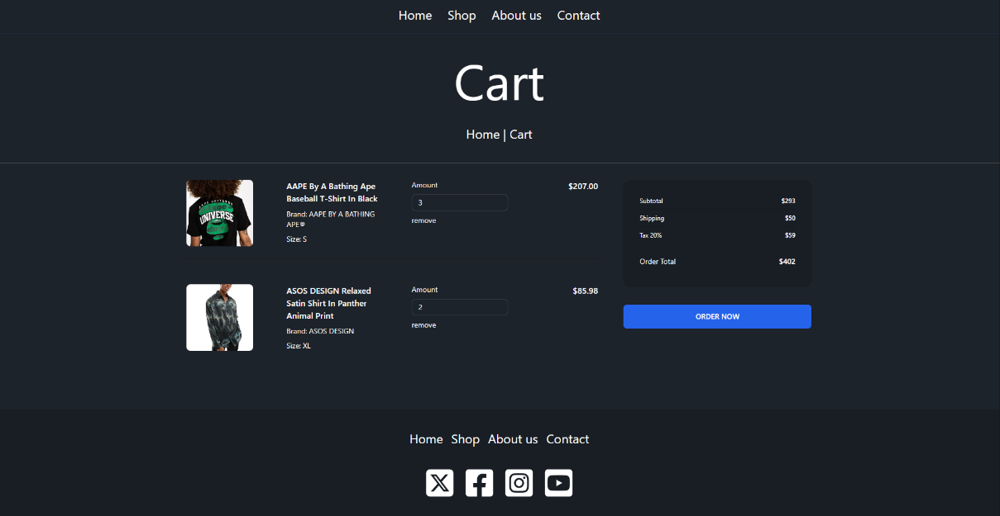 Home Shop About us Contact
Cart
Home | Cart
UNIVERSE
AAPE By A Bathing Ape
Baseball T-Shirt In Black
Brand: AAPE BY A BATHING
APE®
Size: S
Amount
3
remove
$207.00
ASOS DESIGN Relaxed
Satin Shirt In Panther
Animal Print
Brand: ASOS DESIGN
Size: XL
Amount
2
remove
$85.98
Subtotal $293
Shipping $50
Tax 20% $59
Order Total $402
ORDER NOW
Home Shop About us Contact